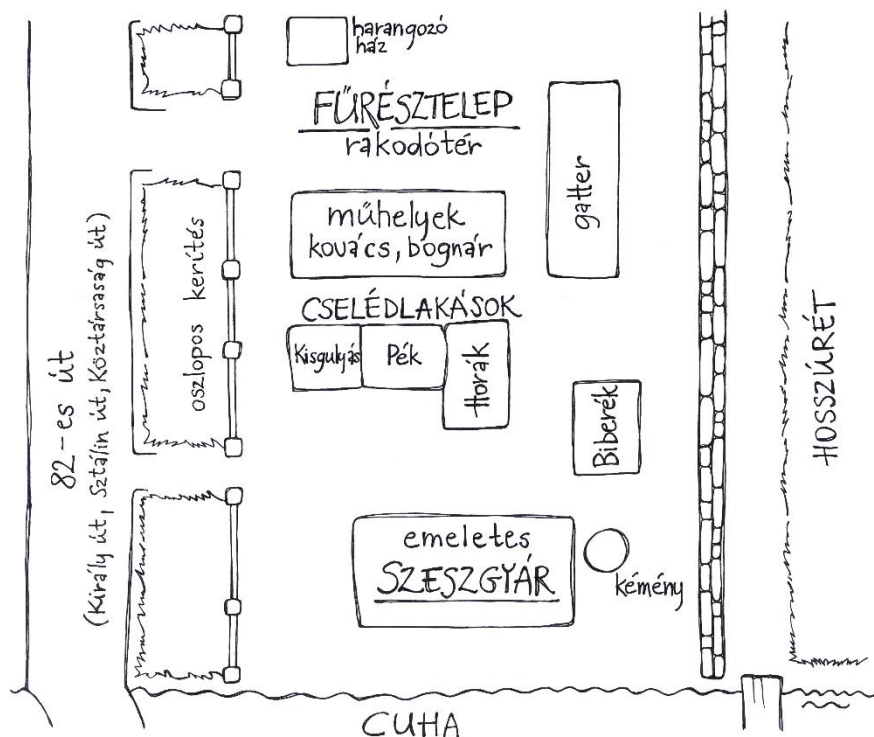 harangozó
ház
FŰRÉSZTELEP
rakodótér
gatter
műhelyek
kovács, bognár
oszlopos kerítés
82-es út
(Király út, Sztálin út, Köztársaság út)
CSELÉDLAKÁSOK
Kisgulyás
Pék
Horák
Biberék
HOSSZÚRÉT
emeletes
SZESZGYÁR
kémény
CUHA